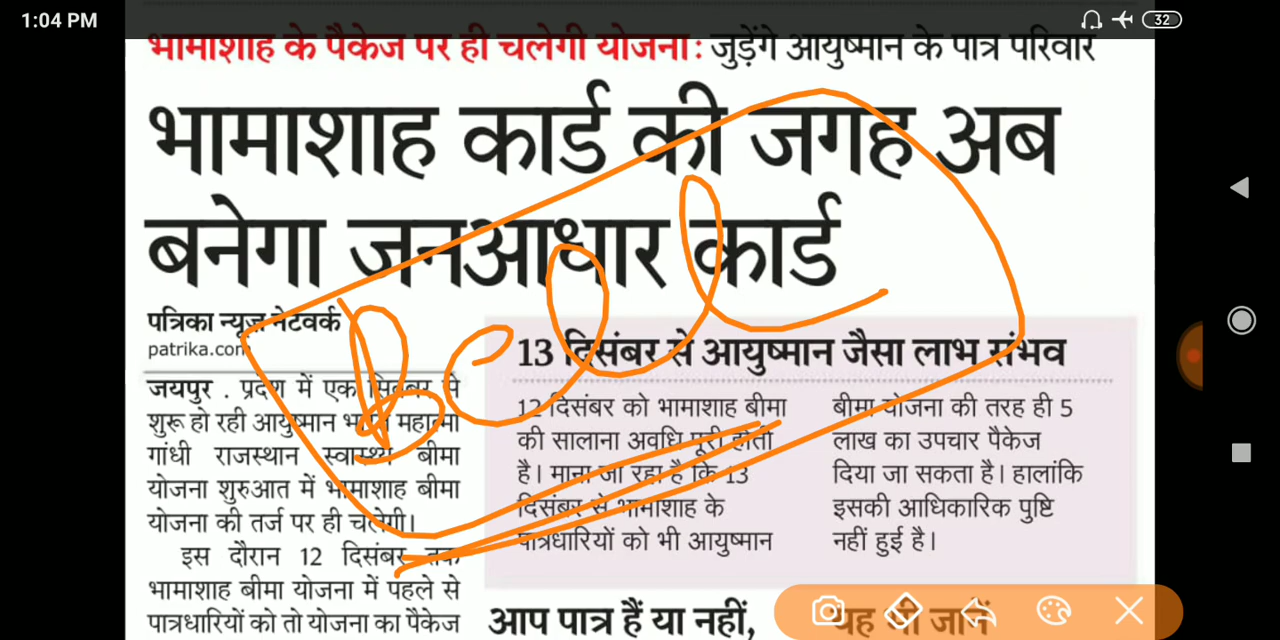 1:04 PM
32
भामाशाह के पैकेज पर ही चलेगी योजना: जुड़ेंगे आयुष्मान के पात्र परिवार
भामाशाह कार्ड की जगह अब
बनेगा जनआधार कार्ड
पत्रिका न्यूज़ नेटवर्क
patrika.com
जयपुर . प्रदेश में एक सितंबर से
शुरू हो रही आयुष्मान भारत महात्मा
गांधी राजस्थान स्वास्थ्य बीमा
योजना शुरुआत में भामाशाह बीमा
योजना की तर्ज पर ही चलेगी।
इस दौरान 12 दिसंबर तक
भामाशाह बीमा योजना में पहले से
पात्रधारियों को तो योजना का पैकेज
13 दिसंबर से आयुष्मान जैसा लाभ संभव
12 दिसंबर को भामाशाह बीमा
की सालाना अवधि पूरी होती
है। माना जा रहा है कि 13
दिसंबर से भामाशाह के
पात्रधारियों को भी आयुष्मान
बीमा योजना की तरह ही 5
लाख का उपचार पैकेज
दिया जा सकता है। हालांकि
इसकी आधिकारिक पुष्टि
नहीं हुई है।
आप पात्र हैं या नहीं,
यह भी जानें